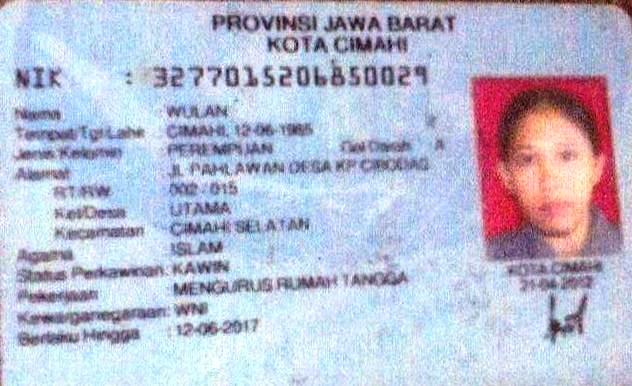 PROVINSI JAWA BARAT
KOTA CIMAHI
NIK : 3277015206850029
Nama : WULAN
Tempat/Tgl Lahir : CIMAHI, 12-06-1985
Jenis Kelamin : PEREMPUAN Gol Darah A
Alamat JL PAHLAWAN DESA KP
RT/RW 002 / 015
Kel/Desa : UTAMA
Kecamatan : CIMAHI SELATAN
Agama : ISLAM
Status Perkawinan: KAWIN
Pekerjaan : MENGURUS RUMAH TANGGA
Kewarganegaraan: WNI
Berlaku Hingga : 12-06-2017
KOTA CIMAHI
21-04-2012